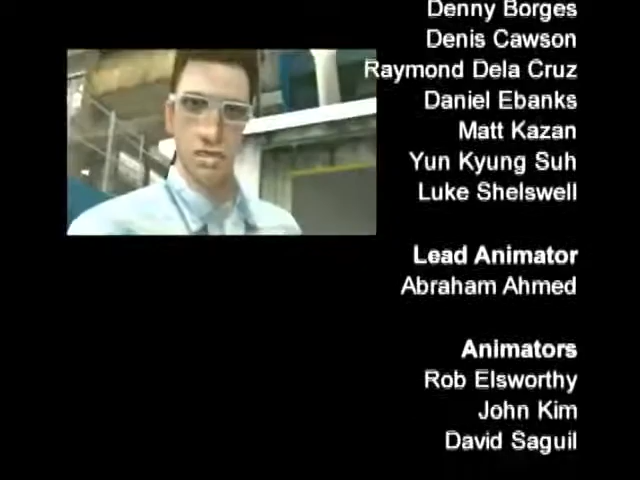 Denny Borges
Denis Cawson
Raymond Dela Cruz
Daniel Ebanks
Matt Kazan
Yun Kyung Suh
Luke Shelswell
Lead Animator
Abraham Ahmed
Animators
Rob Elsworthy
John Kim
David Saguil